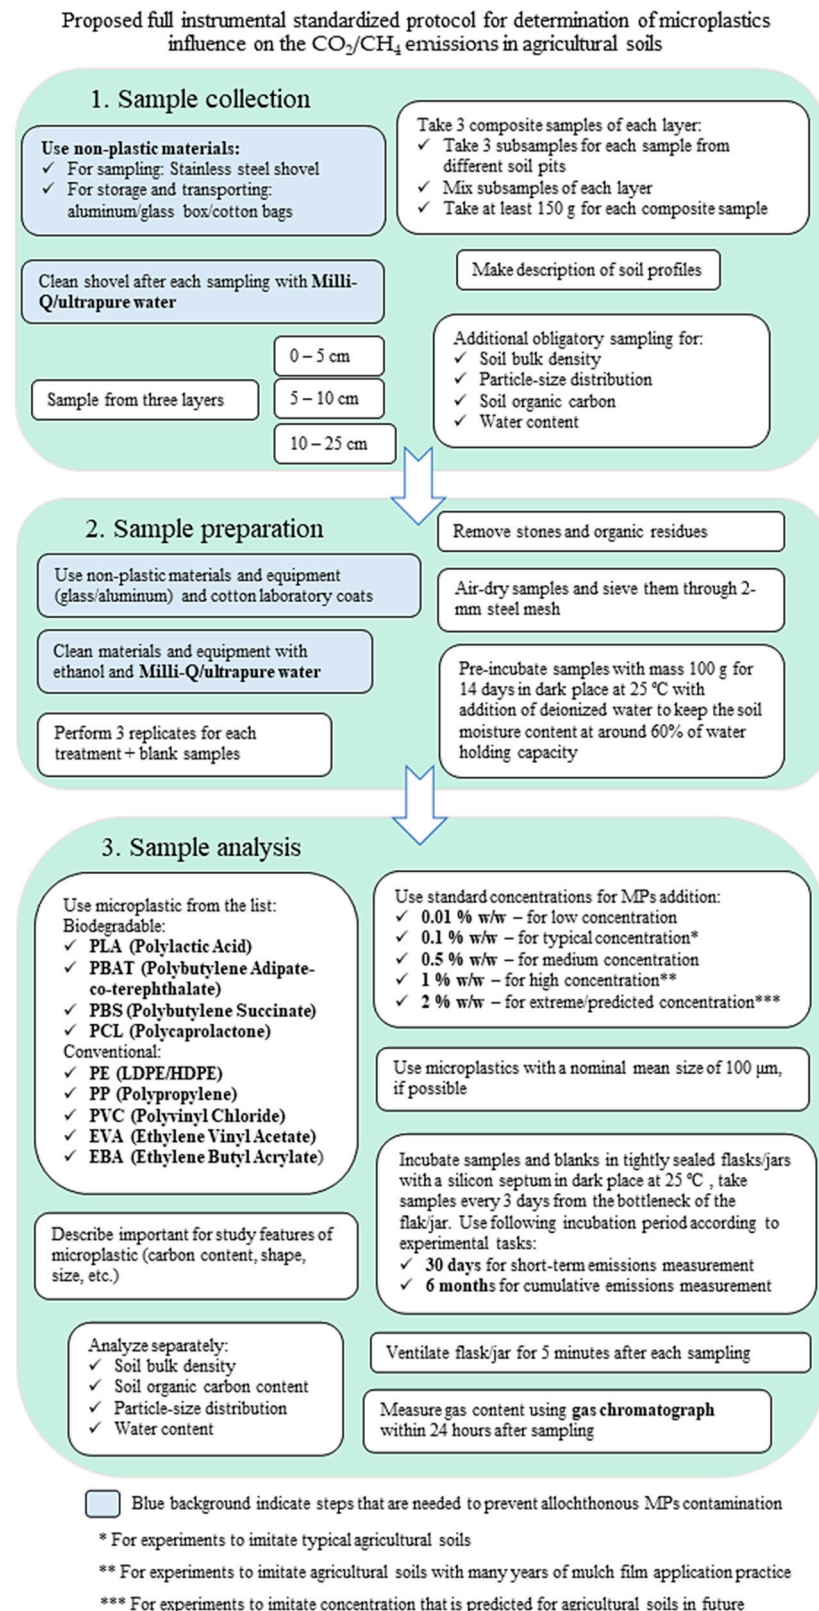 Proposed full instrumental standardized protocol for determination of microplastics
influence on the CO₂/CH₄ emissions in agricultural soils
1. Sample collection
Use non-plastic materials:
✓ For sampling: Stainless steel shovel
✓ For storage and transporting:
aluminum/glass box/cotton bags
Clean shovel after each sampling with Milli-
Q/ultrapure water
Sample from three layers
0 – 5 cm
5 – 10 cm
10 – 25 cm
Take 3 composite samples of each layer:
✓ Take 3 subsamples for each sample from
different soil pits
✓ Mix subsamples of each layer
✓ Take at least 150 g for each composite sample
Make description of soil profiles
Additional obligatory sampling for:
✓ Soil bulk density
✓ Particle-size distribution
✓ Soil organic carbon
✓ Water content
2. Sample preparation
Use non-plastic materials and equipment
(glass/aluminum) and cotton laboratory coats
Clean materials and equipment with
ethanol and Milli-Q/ultrapure water
Perform 3 replicates for each
treatment + blank samples
Remove stones and organic residues
Air-dry samples and sieve them through 2-
mm steel mesh
Pre-incubate samples with mass 100 g for
14 days in dark place at 25 °C with
addition of deionized water to keep the soil
moisture content at around 60% of water
holding capacity
3. Sample analysis
Use microplastic from the list:
Biodegradable:
✓ PLA (Polylactic Acid)
✓ PBAT (Polybutylene Adipate-
co-terephthalate)
✓ PBS (Polybutylene Succinate)
✓ PCL (Polycaprolactone)
Conventional:
✓ PE (LDPE/HDPE)
✓ PP (Polypropylene)
✓ PVC (Polyvinyl Chloride)
✓ EVA (Ethylene Vinyl Acetate)
✓ EBA (Ethylene Butyl Acrylate)
Describe important for study features of
microplastic (carbon content, shape,
size, etc.)
Analyze separately:
✓ Soil bulk density
✓ Soil organic carbon content
✓ Particle-size distribution
✓ Water content
Use standard concentrations for MPs addition:
✓ 0.01 % w/w – for low concentration
✓ 0.1 % w/w – for typical concentration*
✓ 0.5 % w/w – for medium concentration
✓ 1 % w/w – for high concentration**
✓ 2 % w/w – for extreme/predicted concentration***
Use microplastics with a nominal mean size of 100 μm,
if possible
Incubate samples and blanks in tightly sealed flasks/jars
with a silicon septum in dark place at 25 °C , take
samples every 3 days from the bottleneck of the
flak/jar. Use following incubation period according to
experimental tasks:
✓ 30 days for short-term emissions measurement
✓ 6 months for cumulative emissions measurement
Ventilate flask/jar for 5 minutes after each sampling
Measure gas content using gas chromatograph
within 24 hours after sampling
Blue background indicate steps that are needed to prevent allochthonous MPs contamination
* For experiments to imitate typical agricultural soils
** For experiments to imitate agricultural soils with many years of mulch film application practice
*** For experiments to imitate concentration that is predicted for agricultural soils in future